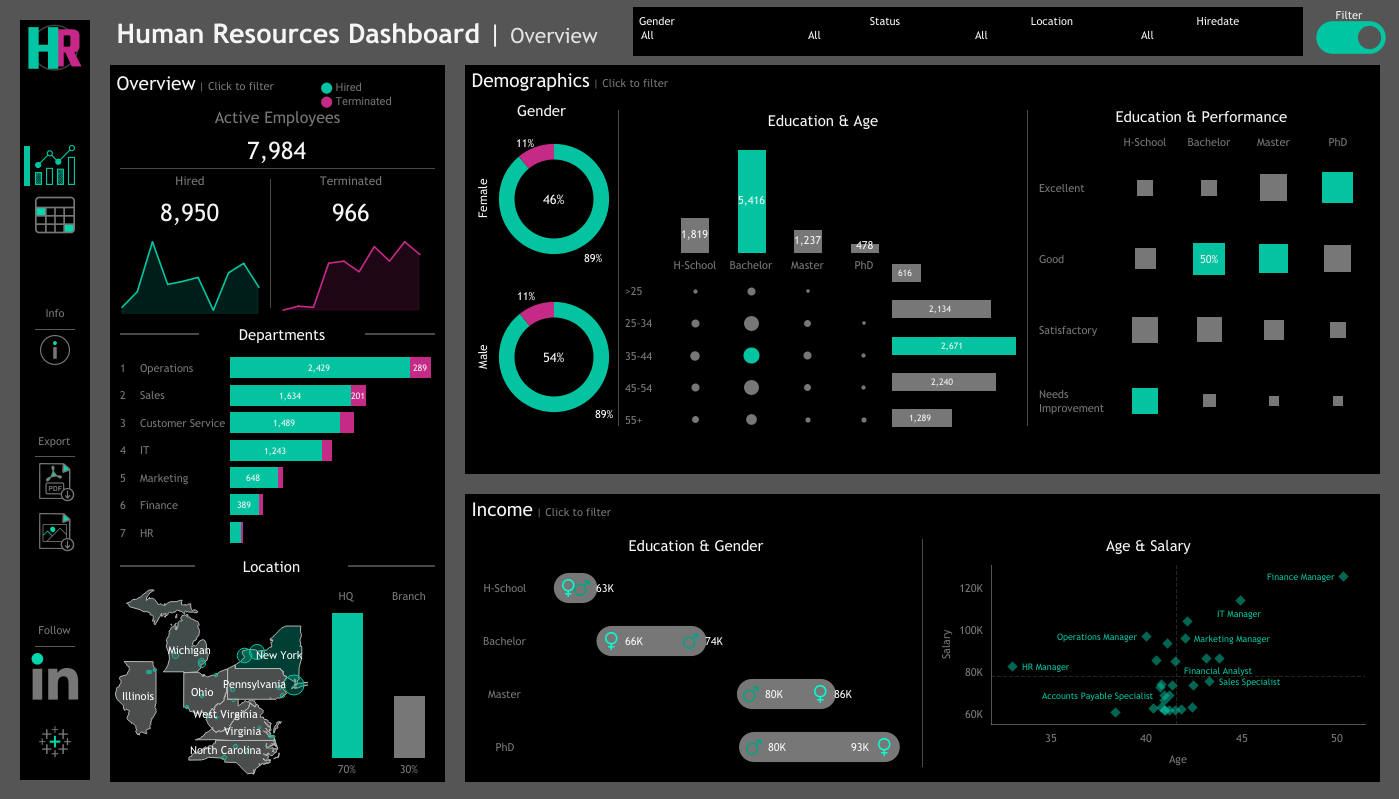 HR
Human Resources Dashboard | Overview
Gender Status Location Hiredate
All All All All
Filter
Overview | Click to filter
Hired
Terminated
Active Employees
7,984
Hired Terminated
8,950 966
Departments
1 Operations 2,429 289
2 Sales 1,634 201
3 Customer Service 1,489
4 IT 1,243
5 Marketing 648
6 Finance 389
7 HR
Location
HQ Branch
Michigan
New York
Illinois
Ohio
Pennsylvania
West Virginia
Virginia
North Carolina
70% 30%
Info
Export
PDF
Follow
in
Demographics | Click to filter
Gender
Female
11%
46%
89%
Male
11%
54%
89%
Education & Age
1,819 5,416 1,237 478
H-School Bachelor Master PhD
>25 616
25-34 2,134
35-44 2,671
45-54 2,240
55+ 1,289
Education & Performance
H-School Bachelor Master PhD
Excellent
Good 50%
Satisfactory
Needs
Improvement
Income | Click to filter
Education & Gender
H-School 63K
Bachelor 66K 74K
Master 80K 86K
PhD 80K 93K
Age & Salary
Salary
120K
100K
80K
60K
Finance Manager
IT Manager
Operations Manager
Marketing Manager
HR Manager
Financial Analyst
Sales Specialist
Accounts Payable Specialist
35 40 45 50
Age